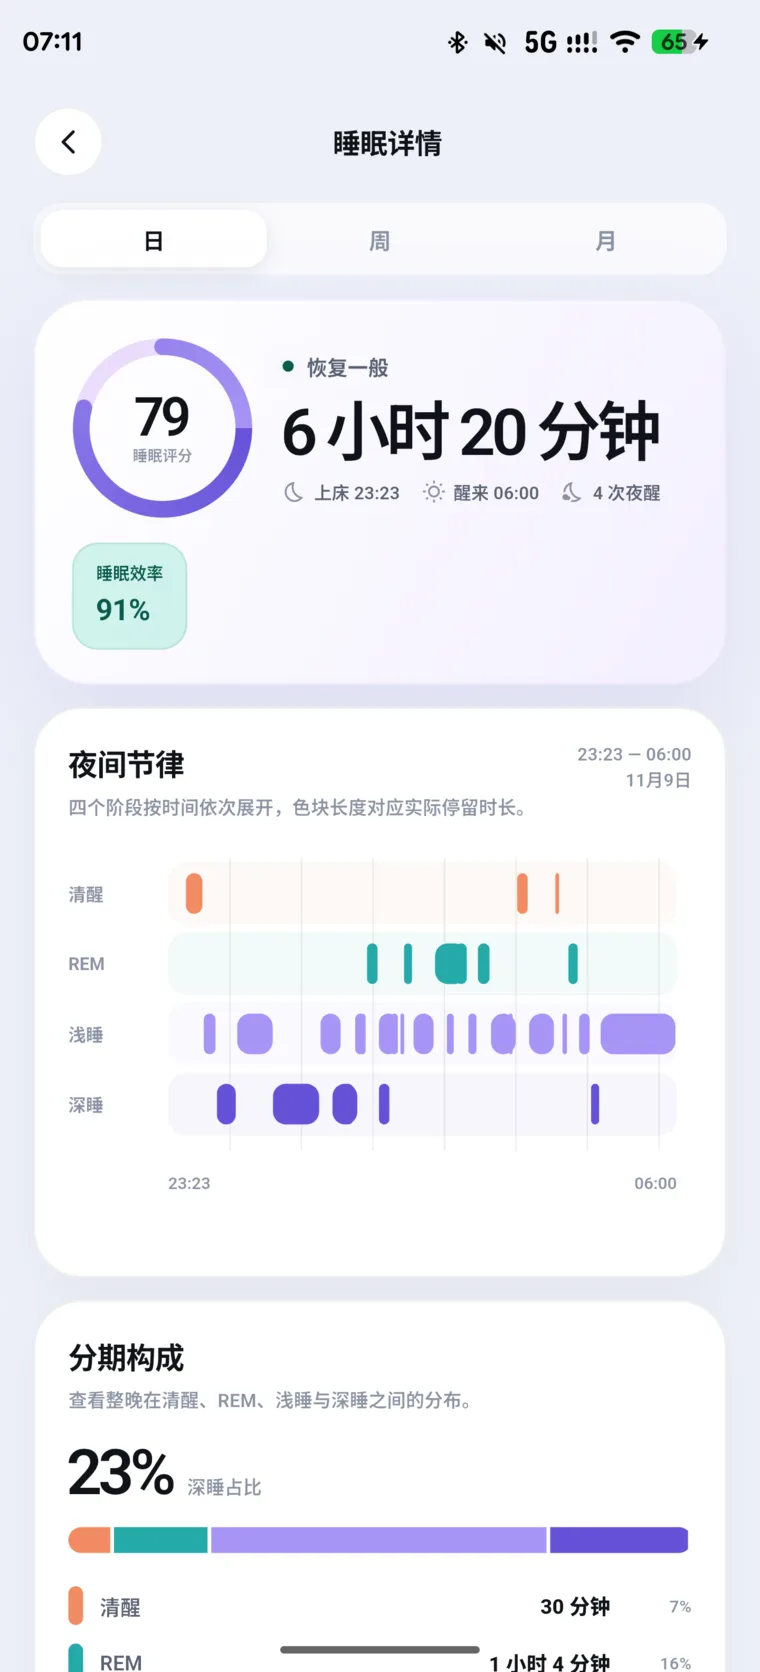 07:11 5G 65
睡眠详情
日 周 月
恢复一般
79
睡眠评分
6 小时 20 分钟
上床 23:23 醒来 06:00 4 次夜醒
睡眠效率
91%
夜间节律
23:23 — 06:00
11月9日
四个阶段按时间依次展开，色块长度对应实际停留时长。
清醒
REM
浅睡
深睡
23:23 06:00
分期构成
查看整晚在清醒、REM、浅睡与深睡之间的分布。
23% 深睡占比
清醒 30 分钟 7%
REM 1 小时 4 分钟 16%